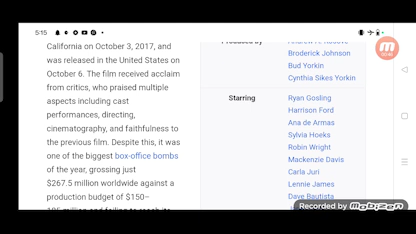 5:15
California on October 3, 2017, and
was released in the United States on
October 6. The film received acclaim
from critics, who praised multiple
aspects including cast
performances, directing,
cinematography, and faithfulness to
the previous film. Despite this, it was
one of the biggest box-office bombs
of the year, grossing just
$267.5 million worldwide against a
production budget of $150–
Broderick Johnson
Bud Yorkin
Cynthia Sikes Yorkin
Starring
Ryan Gosling
Harrison Ford
Ana de Armas
Sylvia Hoeks
Robin Wright
Mackenzie Davis
Carla Juri
Lennie James
Dave Bautista
Recorded by Mobizen